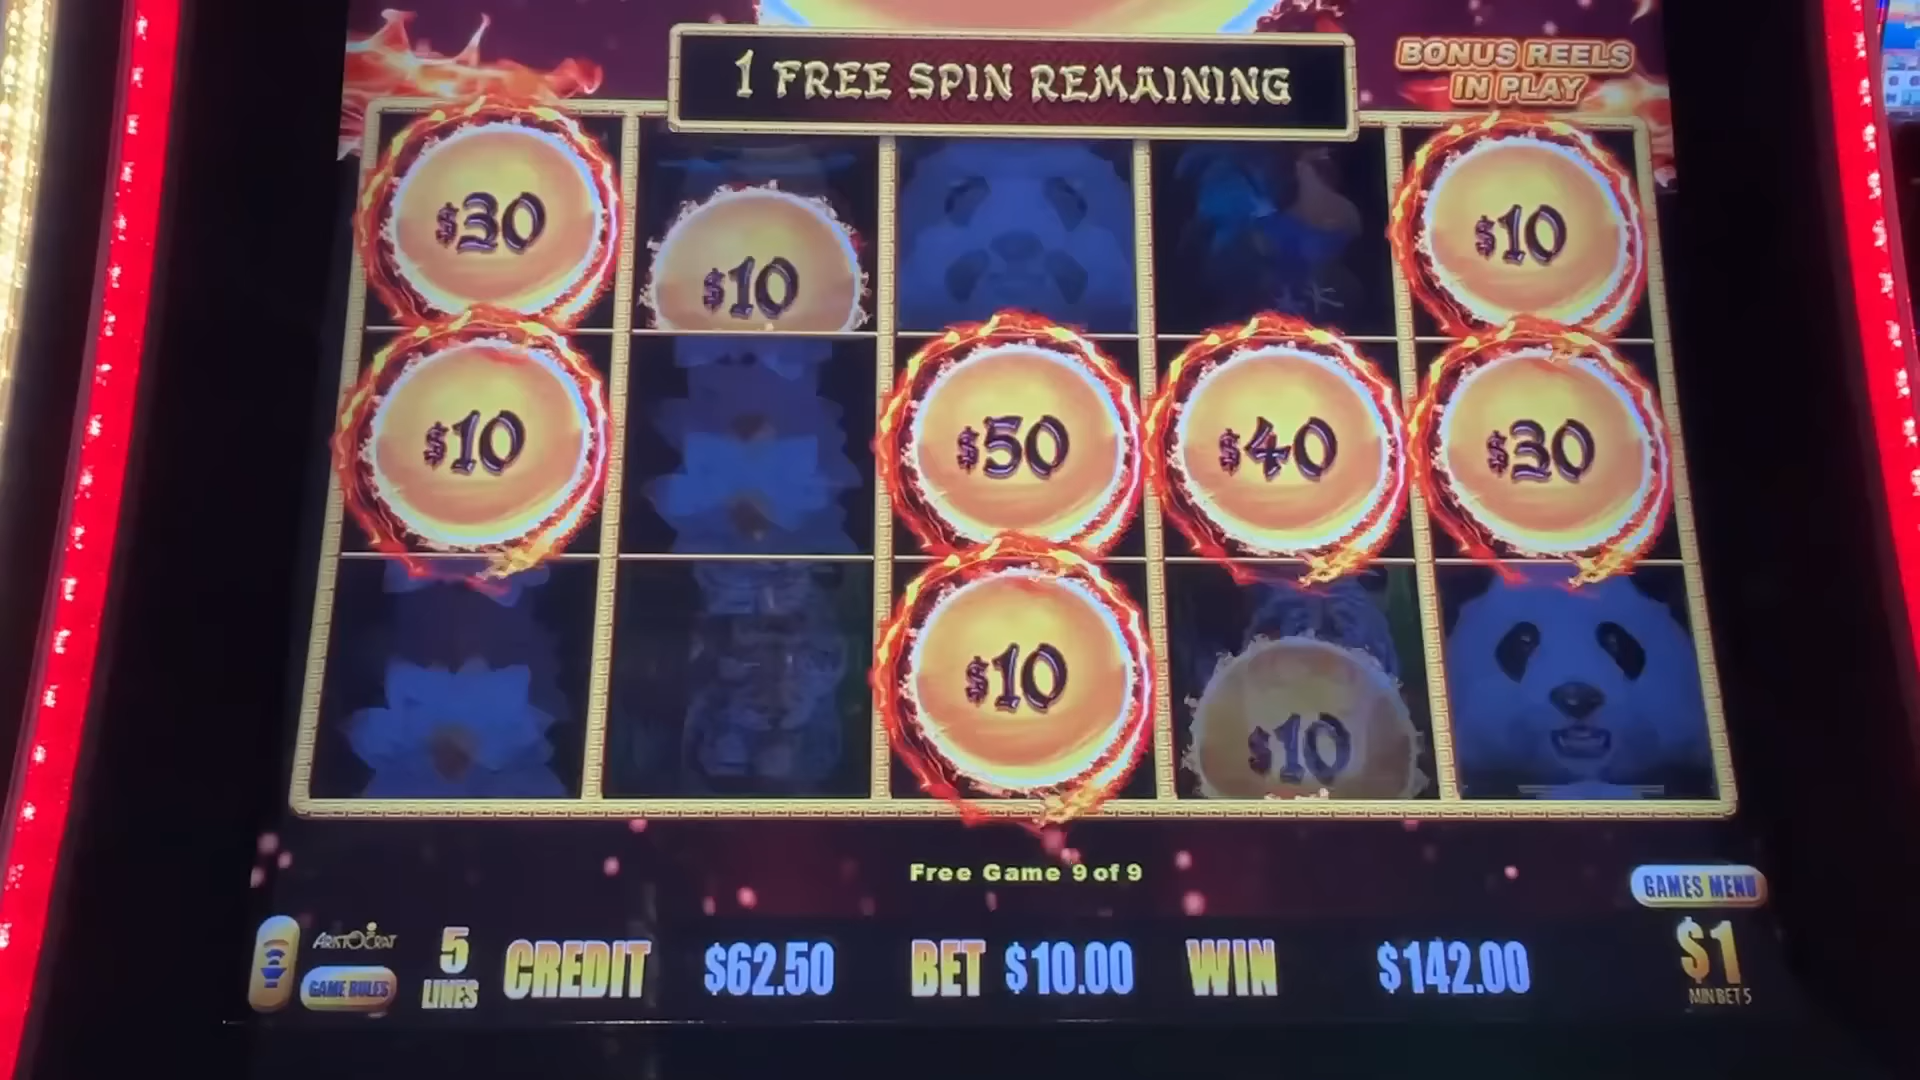 1 FREE SPIN REMAINING
BONUS REELS
IN PLAY
$30
$10
$10
$10
$50
$40
$30
$10
$10
Free Game 9 of 9
GAMES MENU
ARISTOCRAT
GAME RULES
5
LINES
CREDIT $62.50 BET $10.00 WIN $142.00
$1
MIN BET 5